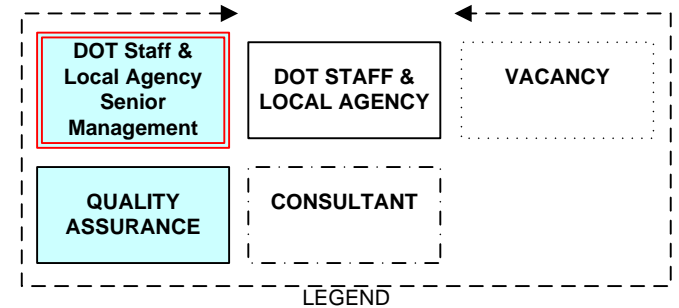 DOT Staff &
Local Agency
Senior
Management
DOT STAFF &
LOCAL AGENCY
VACANCY
QUALITY
ASSURANCE
CONSULTANT
LEGEND